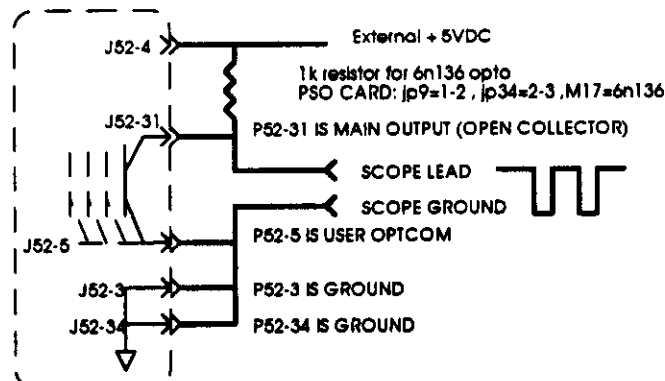 J52-4 External + 5VDC
1k resistor for 6n136 opto
PSO CARD: jp9=1-2 , jp34=2-3 ,M17=6n136
J52-31 P52-31 IS MAIN OUTPUT (OPEN COLLECTOR)
SCOPE LEAD
SCOPE GROUND
J52-5 P52-5 IS USER OPTCOM
J52-3 P52-3 IS GROUND
J52-34 P52-34 IS GROUND